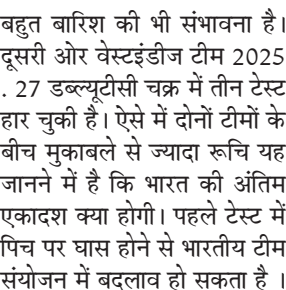 बहुत बारिश की भी संभावना है।
दूसरी ओर वेस्टइंडीज टीम 2025
. 27 डब्ल्यूटीसी चक्र में तीन टेस्ट
हार चुकी है। ऐसे में दोनों टीमों के
बीच मुकाबले से ज्यादा रूचि यह
जानने में है कि भारत की अंतिम
एकादश क्या होगी। पहले टेस्ट में
पिच पर घास होने से भारतीय टीम
संयोजन में बदलाव हो सकता है ।